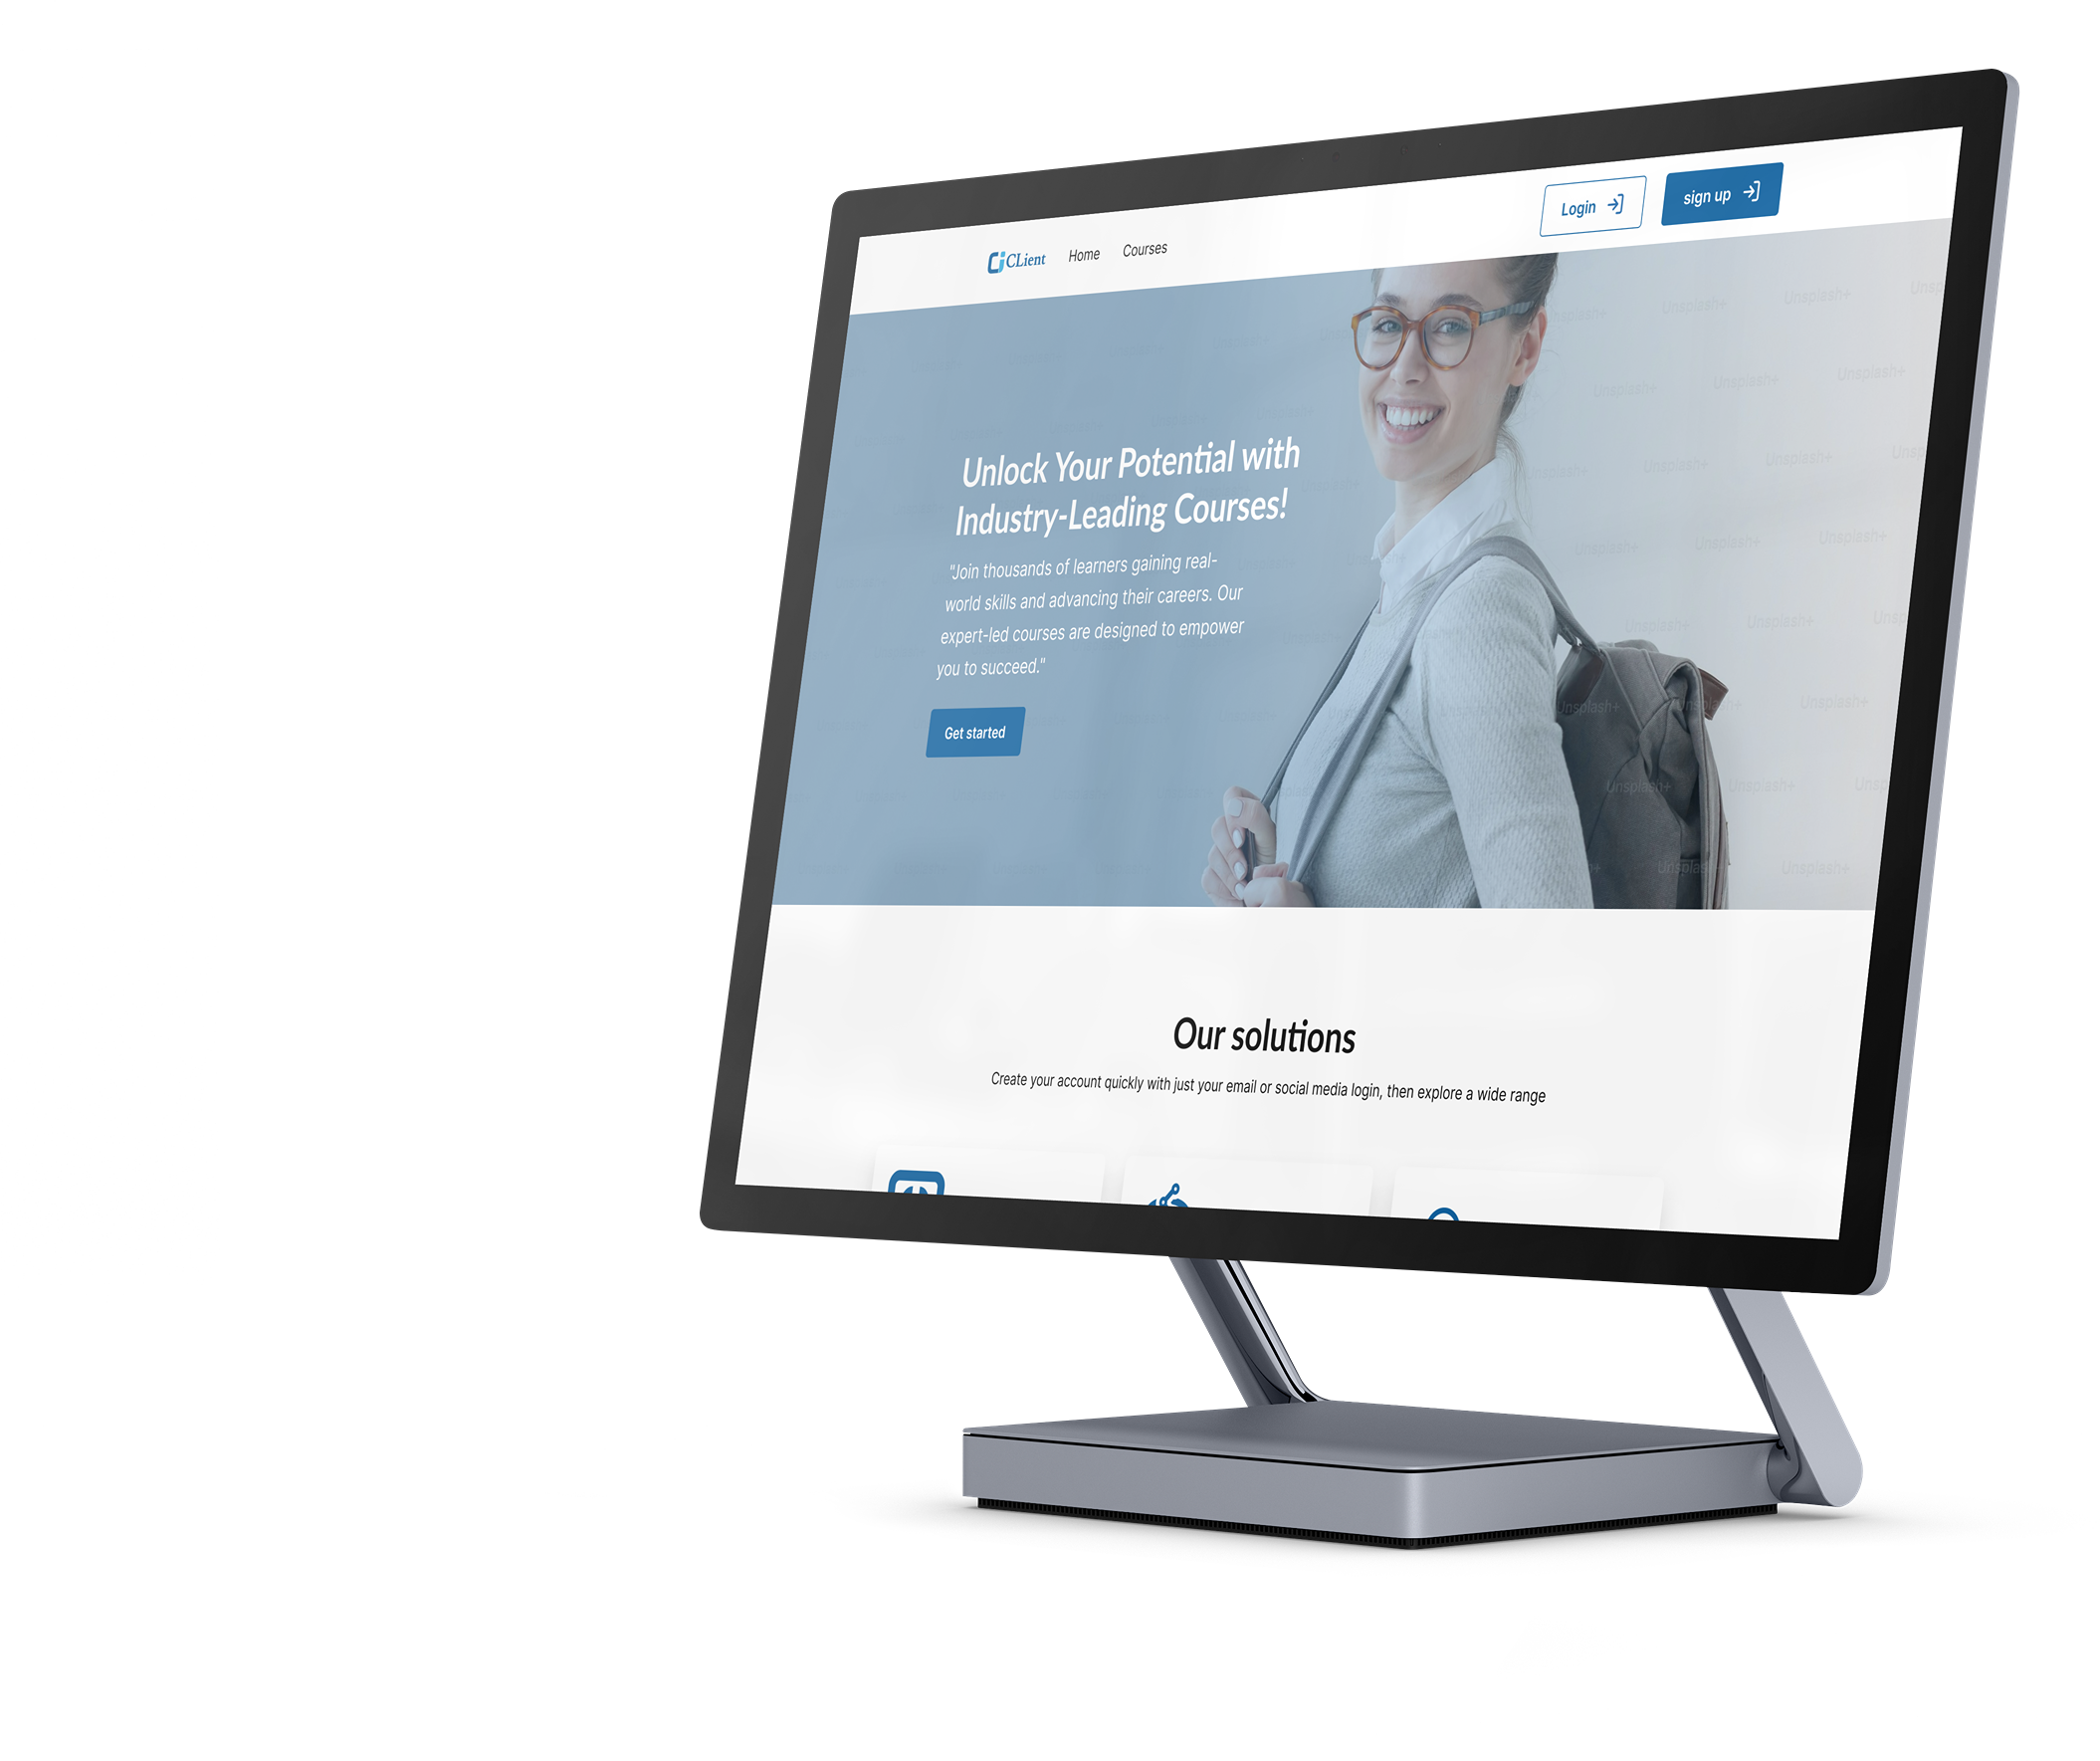 CLient Home Courses Login sign up
Unlock Your Potential with
Industry-Leading Courses!
"Join thousands of learners gaining real-
world skills and advancing their careers. Our
expert-led courses are designed to empower
you to succeed."
Get started
Unsplash+
Our solutions
Create your account quickly with just your email or social media login, then explore a wide range